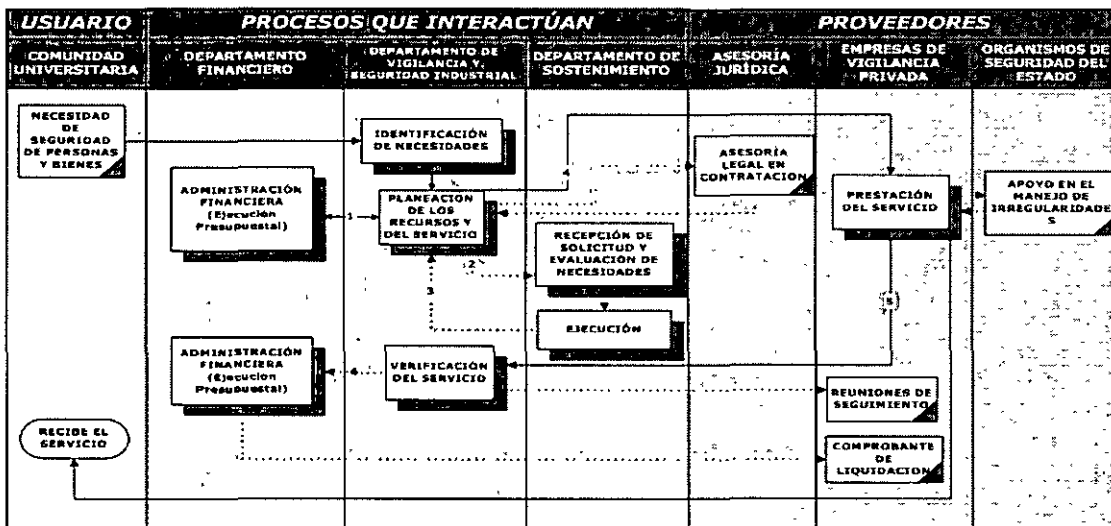 USUARIO
PROCESOS QUE INTERACTÚAN
PROVEEDORES
COMUNIDAD
UNIVERSITARIA
DEPARTAMENTO
FINANCIERO
DEPARTAMENTO DE
VIGILANCIA Y
SEGURIDAD INDUSTRIAL
DEPARTAMENTO DE
SOSTENIMIENTO
ASESORÍA
JURÍDICA
EMPRESAS DE
VIGILANCIA
PRIVADA
ORGANISMOS DE
SEGURIDAD DEL
ESTADO
NECESIDAD
DE
SEGURIDAD
DE PERSONAS
Y BIENES
IDENTIFICACIÓN
DE NECESIDADES
ASESORÍA
LEGAL EN
CONTRATACION
4
ADMINISTRACIÓN
FINANCIERA
(Ejecución
Presupuestal)
1
PLANEACIÓN
DE LOS
RECURSOS Y
DEL SERVICIO
PRESTACIÓN
DEL SERVICIO
APOYO EN EL
MANEJO DE
IRREGULARIDADE
S
2
RECEPCIÓN DE
SOLICITUD Y
EVALUACIÓN DE
NECESIDADES
3
5
EJECUCIÓN
ADMINISTRACIÓN
FINANCIERA
(Ejecución
Presupuestal)
6
VERIFICACIÓN
DEL SERVICIO
REUNIONES DE
SEGUIMIENTO
RECIBE EL
SERVICIO
COMPROBANTE
DE
LIQUIDACION